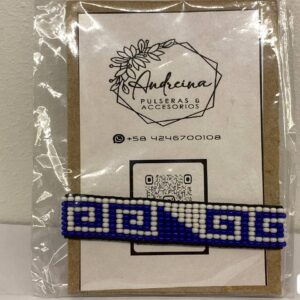 Andreina
PULSERAS &
ACCESORIOS
+58 4246700108